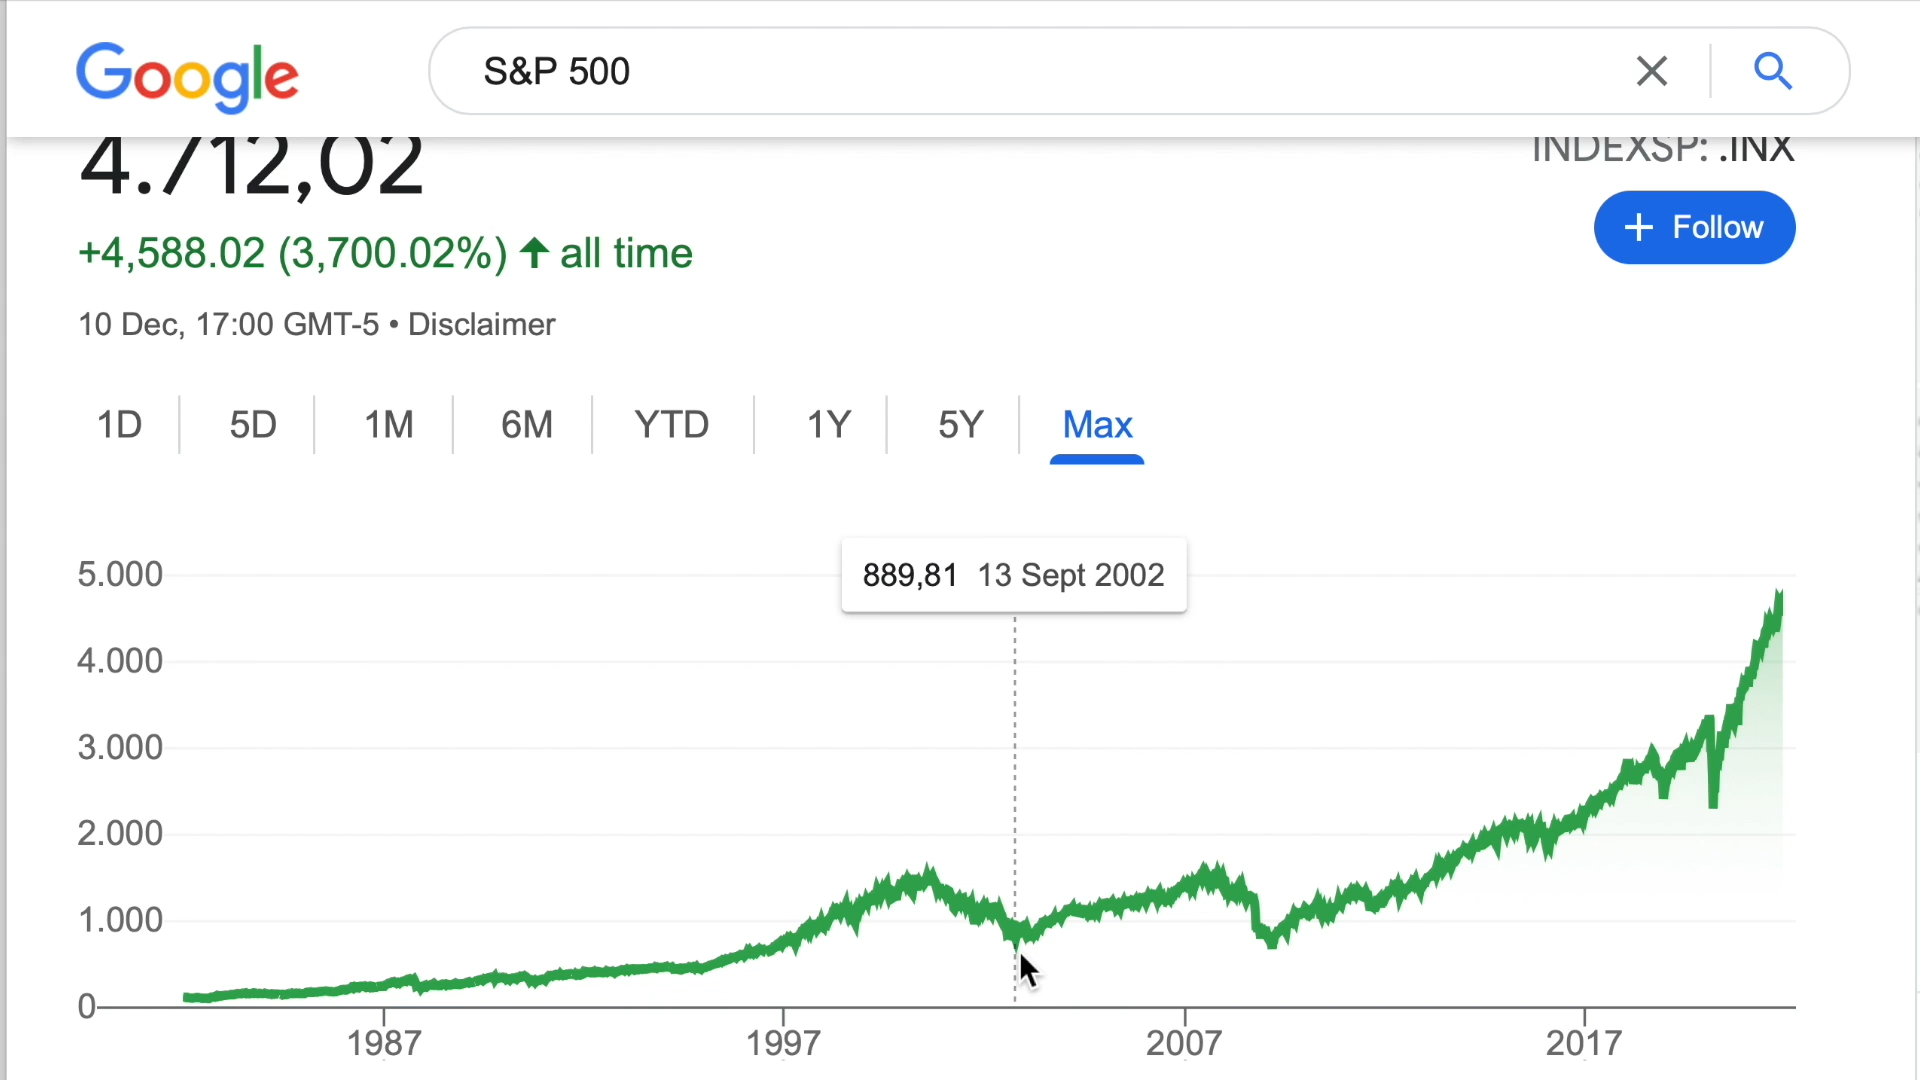 Google
S&P 500
4.712,02
INDEXSP: .INX
+4,588.02 (3,700.02%) ↑ all time
+ Follow
10 Dec, 17:00 GMT-5 • Disclaimer
1D 5D 1M 6M YTD 1Y 5Y Max
889,81 13 Sept 2002
5.000
4.000
3.000
2.000
1.000
0
1987 1997 2007 2017